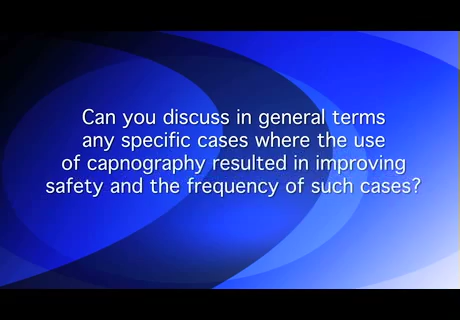 Can you discuss in general terms
any specific cases where the use
of capnography resulted in improving
safety and the frequency of such cases?